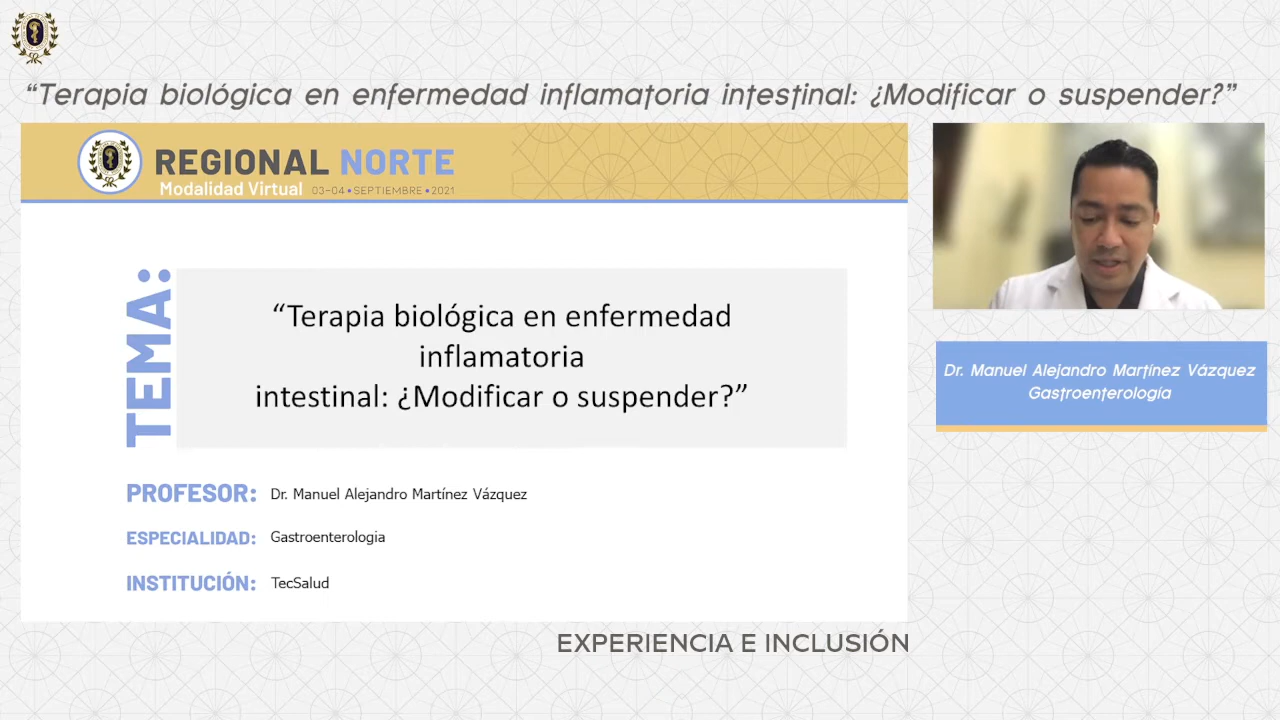 “Terapia biológica en enfermedad inflamatoria intestinal: ¿Modificar o suspender?”
REGIONAL NORTE
Modalidad Virtual 03-04•SEPTIEMBRE•2021
TEMA:
“Terapia biológica en enfermedad
inflamatoria
intestinal: ¿Modificar o suspender?”
PROFESOR: Dr. Manuel Alejandro Martínez Vázquez
ESPECIALIDAD: Gastroenterologia
INSTITUCIÓN: TecSalud
Dr. Manuel Alejandro Martínez Vázquez
Gastroenterología
EXPERIENCIA E INCLUSIÓN